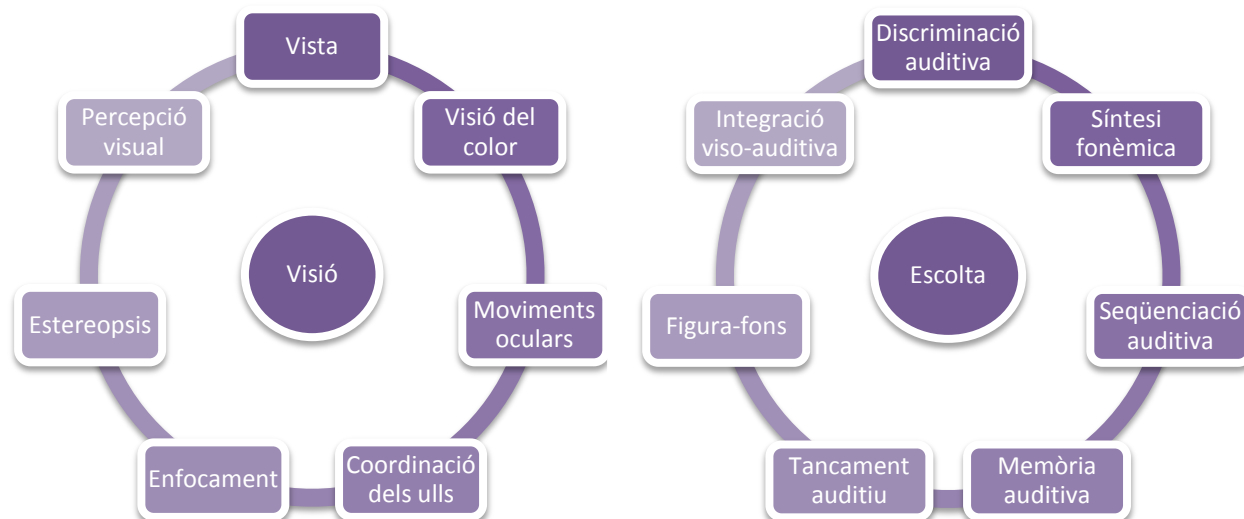 Vista
Visió del
color
Moviments
oculars
Coordinació
dels ulls
Enfocament
Estereopsis
Percepció
visual
Visió
Discriminació
auditiva
Síntesi
fonèmica
Seqüenciació
auditiva
Memòria
auditiva
Tancament
auditiu
Figura-fons
Integració
viso-auditiva
Escolta